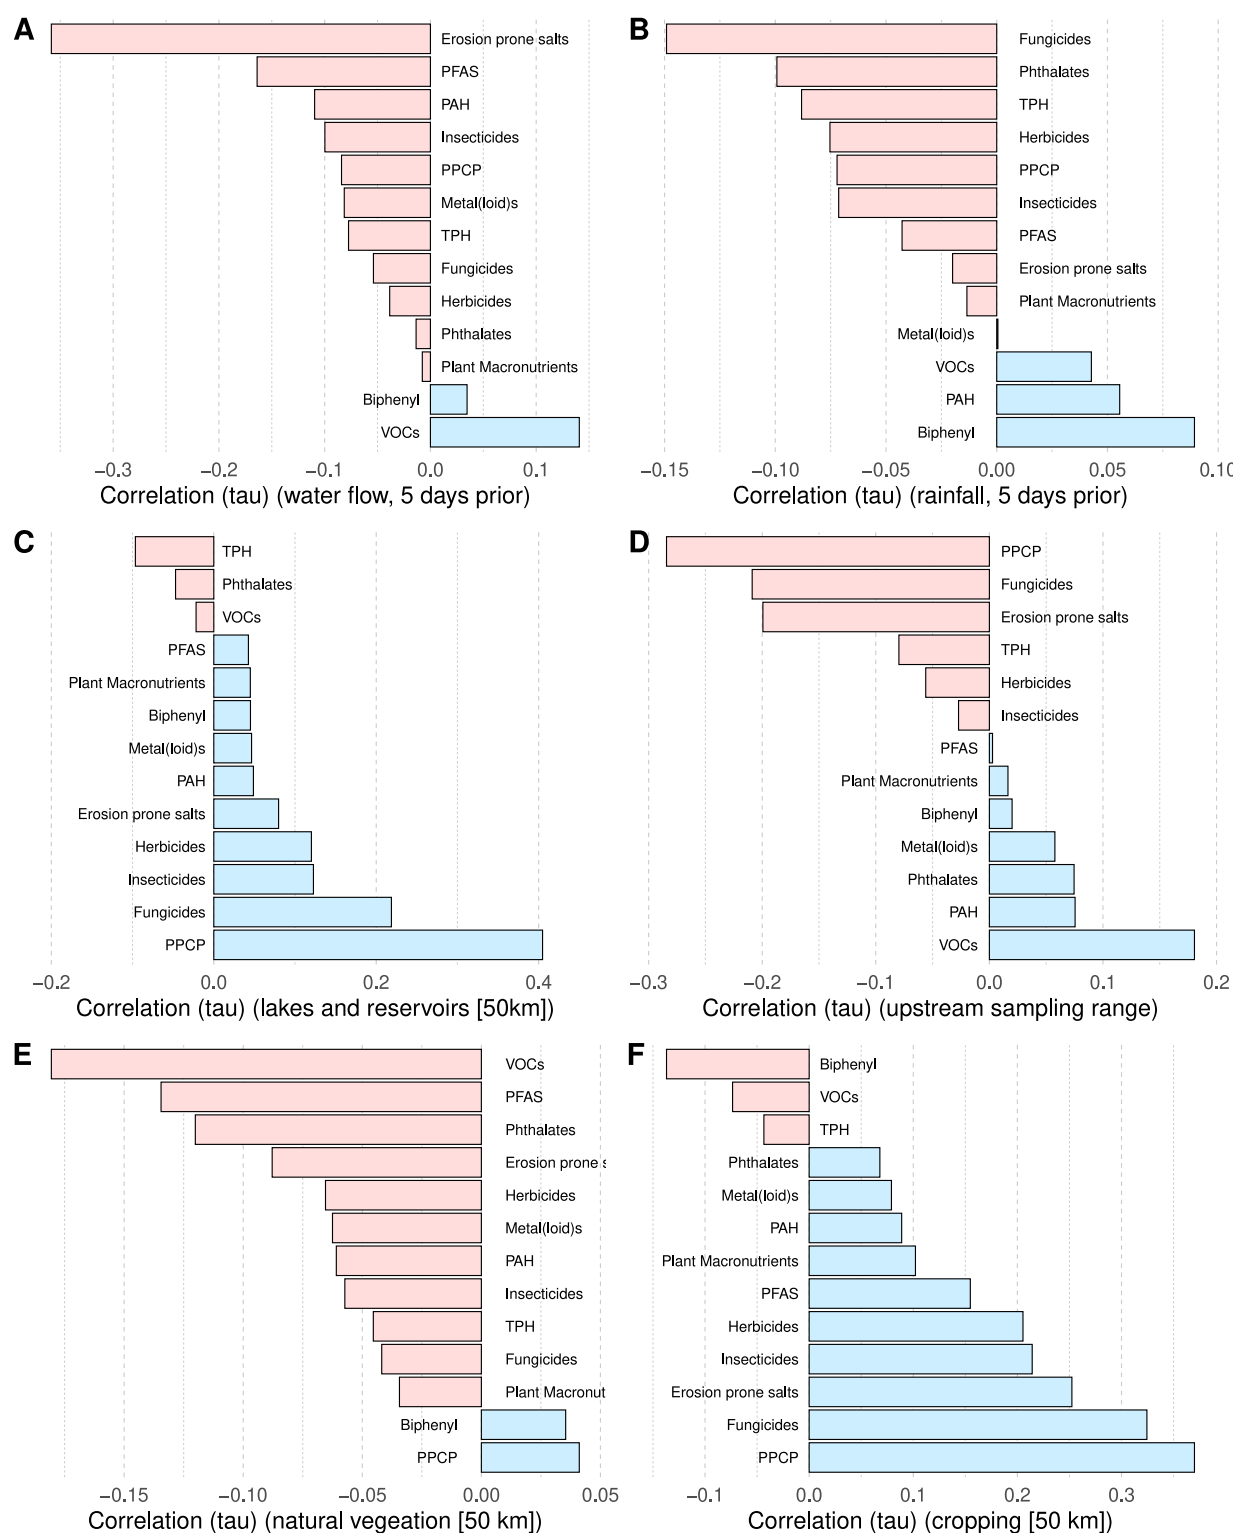 A
Erosion prone salts
PFAS
PAH
Insecticides
PPCP
Metal(loid)s
TPH
Fungicides
Herbicides
Phthalates
Plant Macronutrients
Biphenyl
VOCs
−0.3 −0.2 −0.1 0.0 0.1
Correlation (tau) (water flow, 5 days prior)
B
Fungicides
Phthalates
TPH
Herbicides
PPCP
Insecticides
PFAS
Erosion prone salts
Plant Macronutrients
Metal(loid)s
VOCs
PAH
Biphenyl
−0.15 −0.10 −0.05 0.00 0.05 0.10
Correlation (tau) (rainfall, 5 days prior)
C
TPH
Phthalates
VOCs
PFAS
Plant Macronutrients
Biphenyl
Metal(loid)s
PAH
Erosion prone salts
Herbicides
Insecticides
Fungicides
PPCP
−0.2 0.0 0.2 0.4
Correlation (tau) (lakes and reservoirs [50km])
D
PPCP
Fungicides
Erosion prone salts
TPH
Herbicides
Insecticides
PFAS
Plant Macronutrients
Biphenyl
Metal(loid)s
Phthalates
PAH
VOCs
−0.3 −0.2 −0.1 0.0 0.1 0.2
Correlation (tau) (upstream sampling range)
E
VOCs
PFAS
Phthalates
Erosion prone s
Herbicides
Metal(loid)s
PAH
Insecticides
TPH
Fungicides
Plant Macronut
Biphenyl
PPCP
−0.15 −0.10 −0.05 0.00 0.05
Correlation (tau) (natural vegeation [50 km])
F
Biphenyl
VOCs
TPH
Phthalates
Metal(loid)s
PAH
Plant Macronutrients
PFAS
Herbicides
Insecticides
Erosion prone salts
Fungicides
PPCP
−0.1 0.0 0.1 0.2 0.3
Correlation (tau) (cropping [50 km])